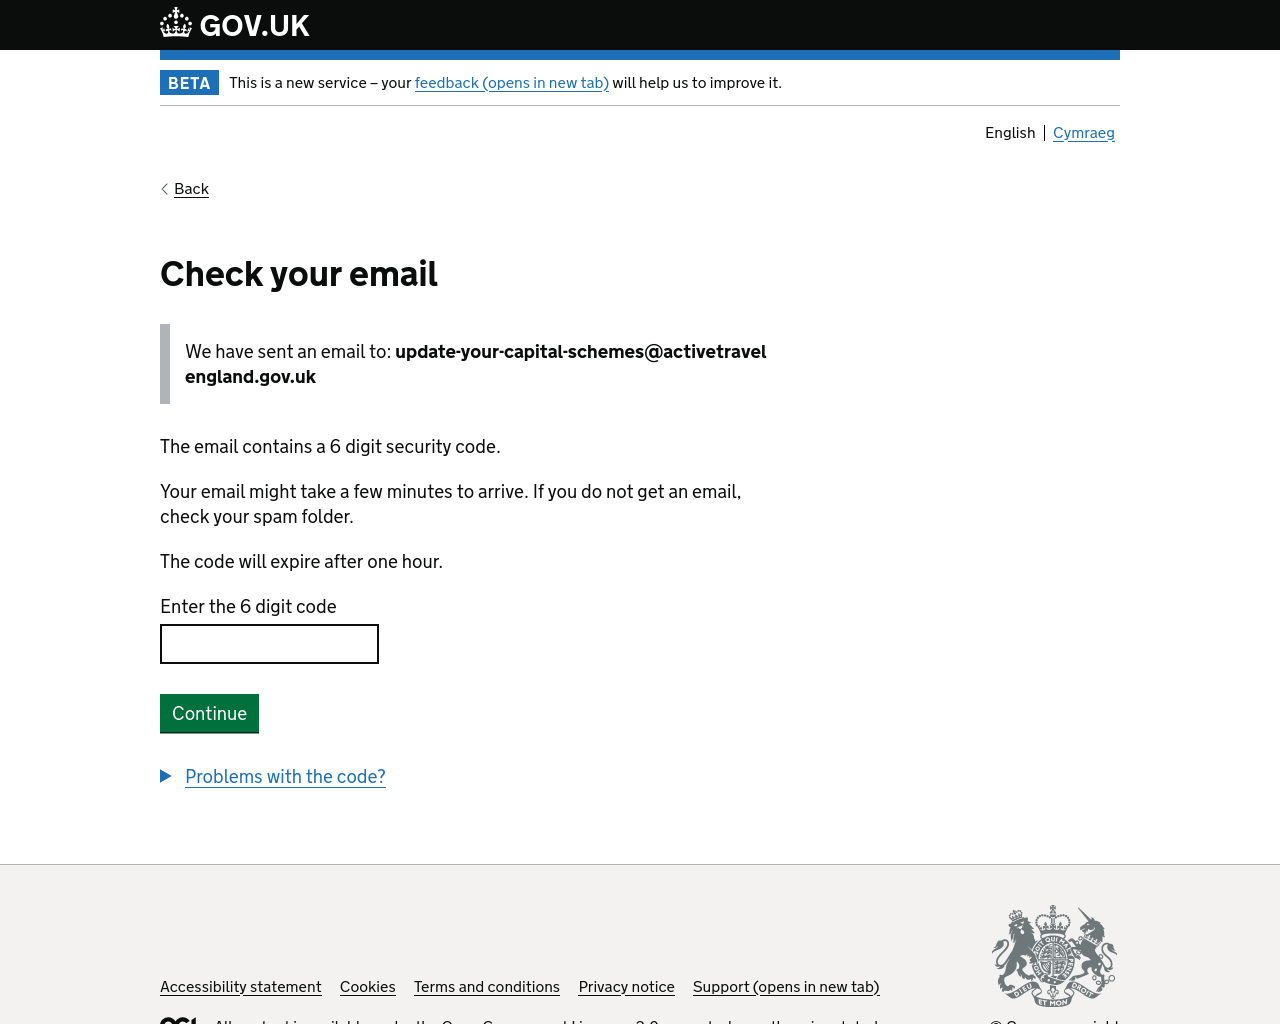 GOV.UK
BETA This is a new service – your feedback (opens in new tab) will help us to improve it.
English Cymraeg
Back
Check your email
We have sent an email to: update-your-capital-schemes@activetravel
england.gov.uk
The email contains a 6 digit security code.
Your email might take a few minutes to arrive. If you do not get an email,
check your spam folder.
The code will expire after one hour.
Enter the 6 digit code
Continue
Problems with the code?
Accessibility statement Cookies Terms and conditions Privacy notice Support (opens in new tab)